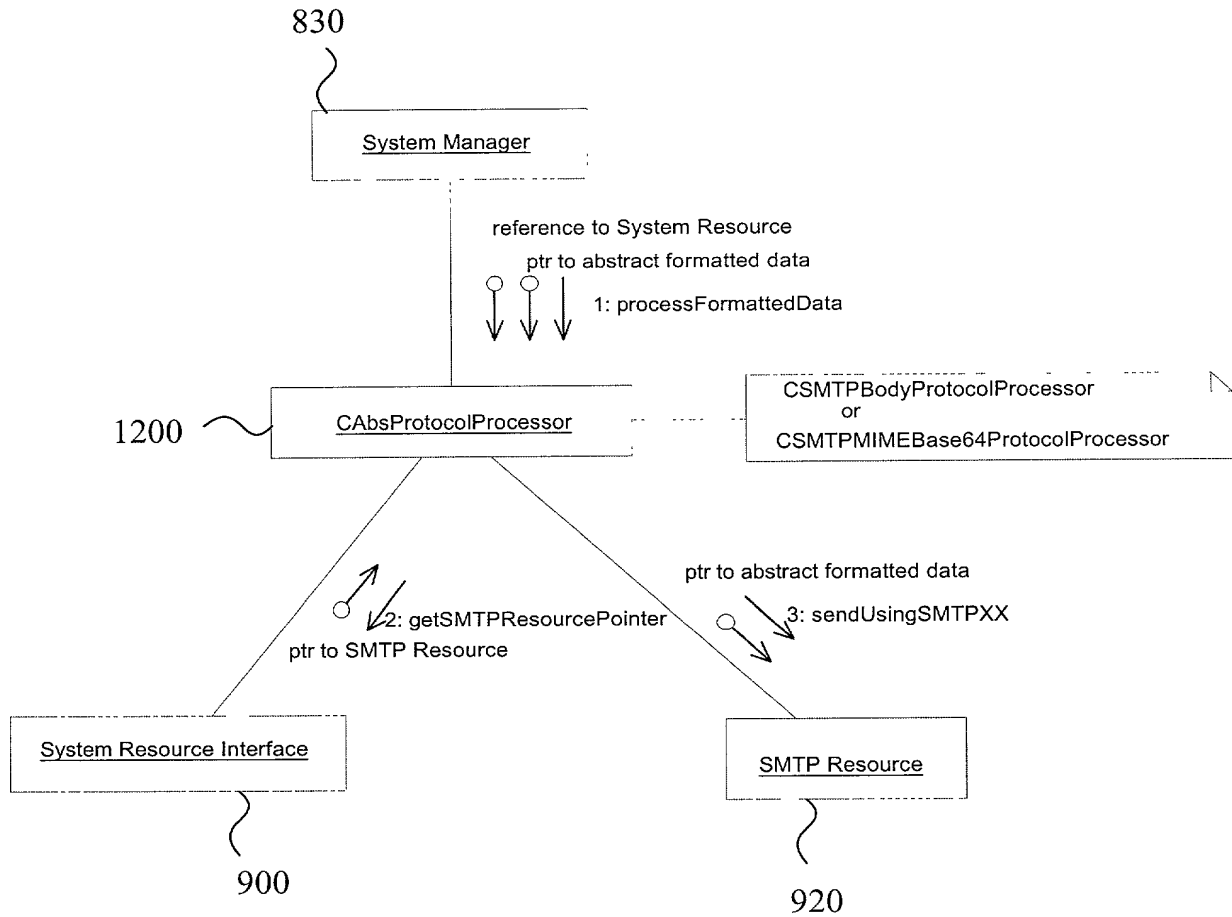 830
System Manager
reference to System Resource
ptr to abstract formatted data
1: processFormattedData
1200
CAbsProtocolProcessor
CSMTPBodyProtocolProcessor
or
CSMTPMIMEBase64ProtocolProcessor
ptr to abstract formatted data
3: sendUsingSMTPXX
2: getSMTPResourcePointer
ptr to SMTP Resource
System Resource Interface
SMTP Resource
900
920